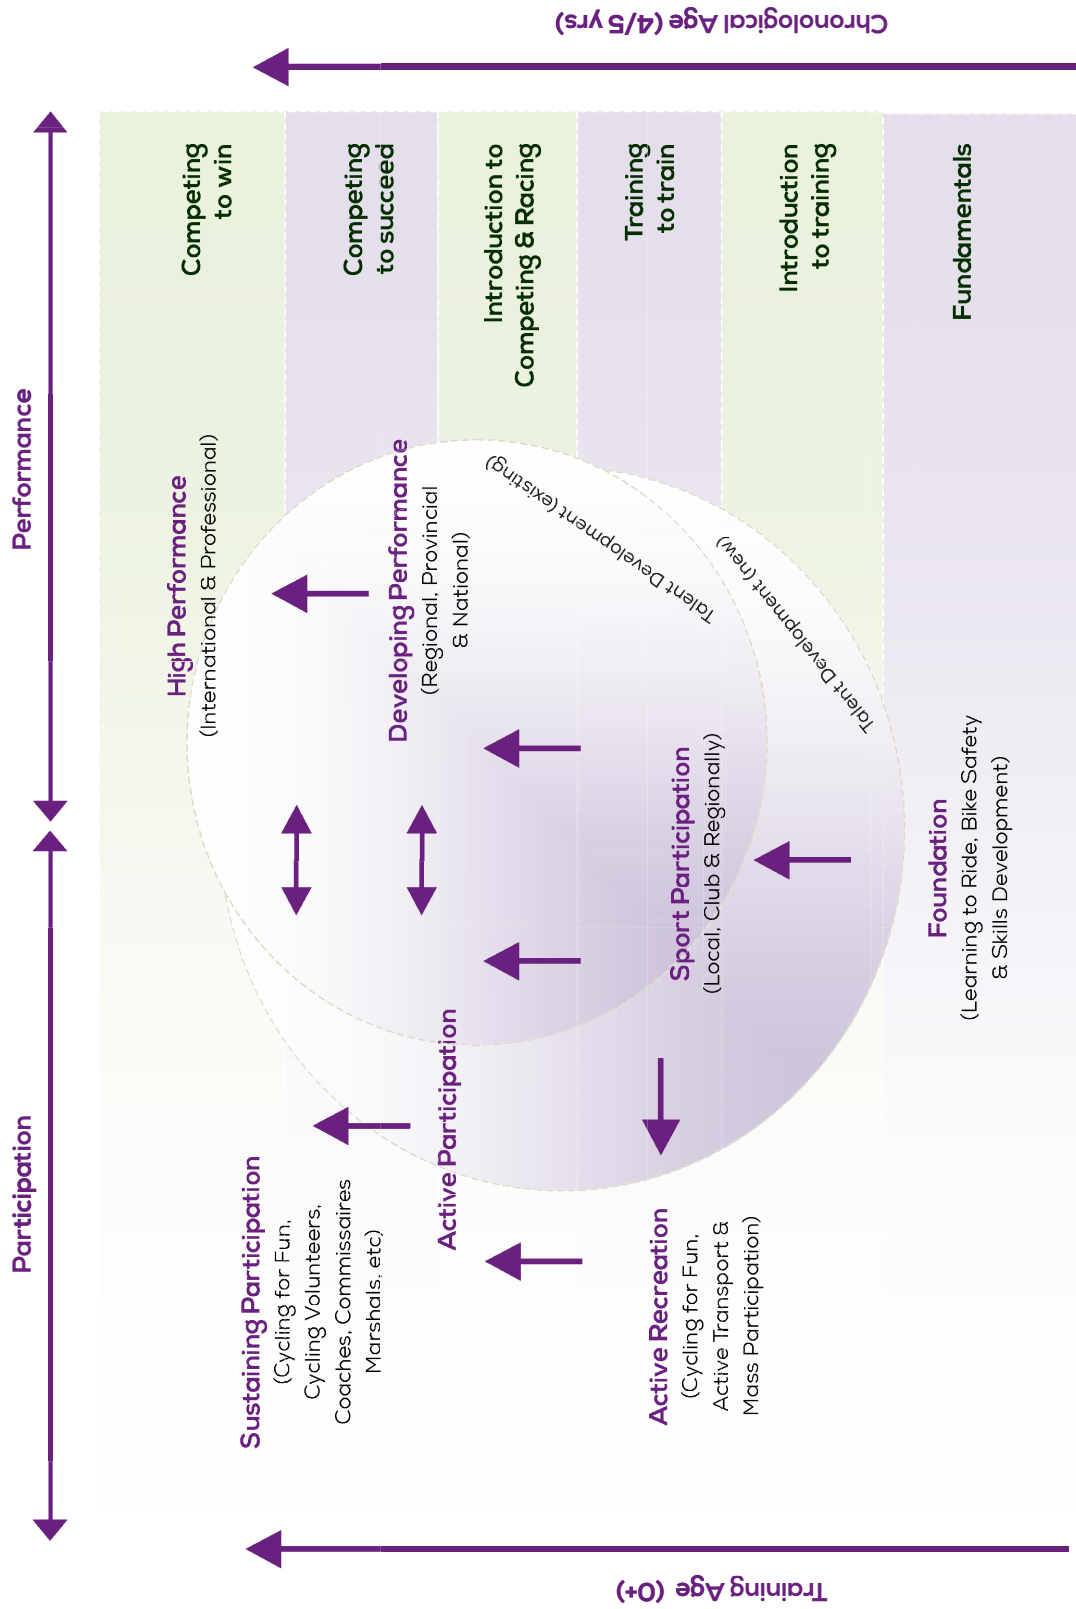 Participation
Performance
Training Age (0+)
Chronological Age (4/5 yrs)
High Performance
(International & Professional)
Competing
to win
Sustaining Participation
(Cycling for Fun,
Cycling Volunteers,
Coaches, Commissaires
Marshals, etc)
Developing Performance
(Regional, Provincial
& National)
Competing
to succeed
Active Participation
Talent Development (existing)
Introduction to
Competing & Racing
Active Recreation
(Cycling for Fun,
Active Transport &
Mass Participation)
Sport Participation
(Local, Club & Regionally)
Training
to train
Talent Development (new)
Introduction
to training
Foundation
(Learning to Ride, Bike Safety
& Skills Development)
Fundamentals